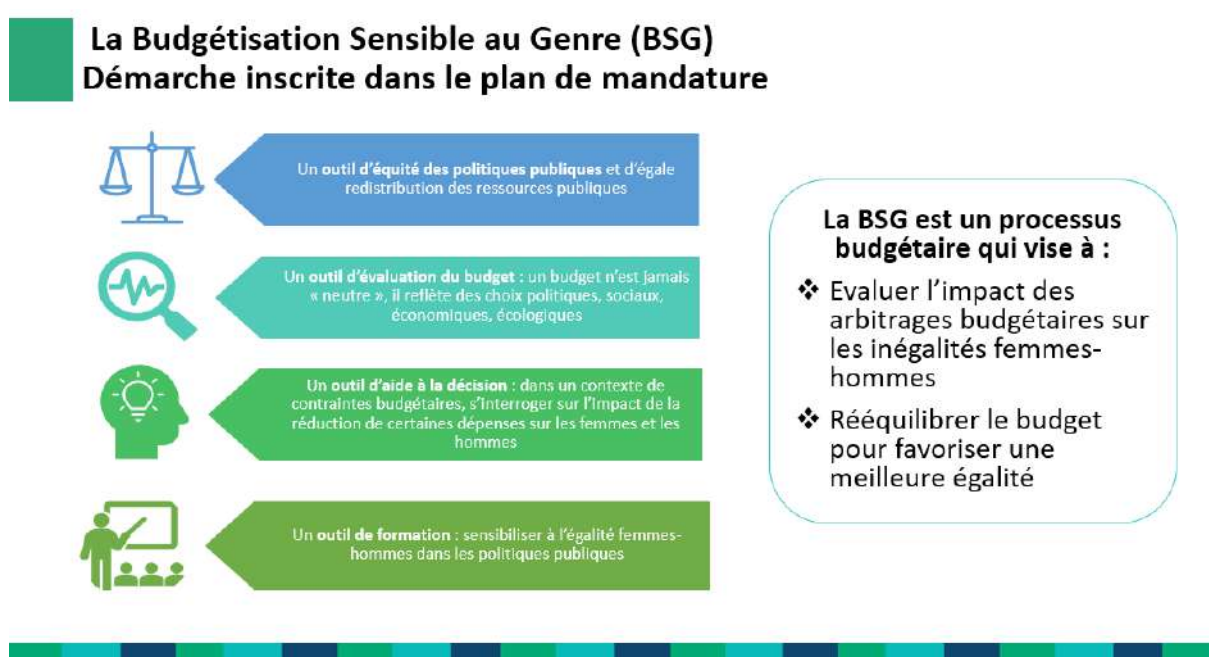 La Budgétisation Sensible au Genre (BSG)
Démarche inscrite dans le plan de mandature
Un outil d'équité des politiques publiques et d'égale
redistribution des ressources publiques
Un outil d'évaluation du budget : un budget n'est jamais
« neutre », il reflète des choix politiques, sociaux,
économiques, écologiques
Un outil d'aide à la décision : dans un contexte de
contraintes budgétaires, s'interroger sur l'impact de la
réduction de certaines dépenses sur les femmes et les
hommes
Un outil de formation : sensibiliser à l'égalité femmes-
hommes dans les politiques publiques
La BSG est un processus
budgétaire qui vise à :
❖ Evaluer l'impact des
arbitrages budgétaires sur
les inégalités femmes-
hommes
❖ Rééquilibrer le budget
pour favoriser une
meilleure égalité